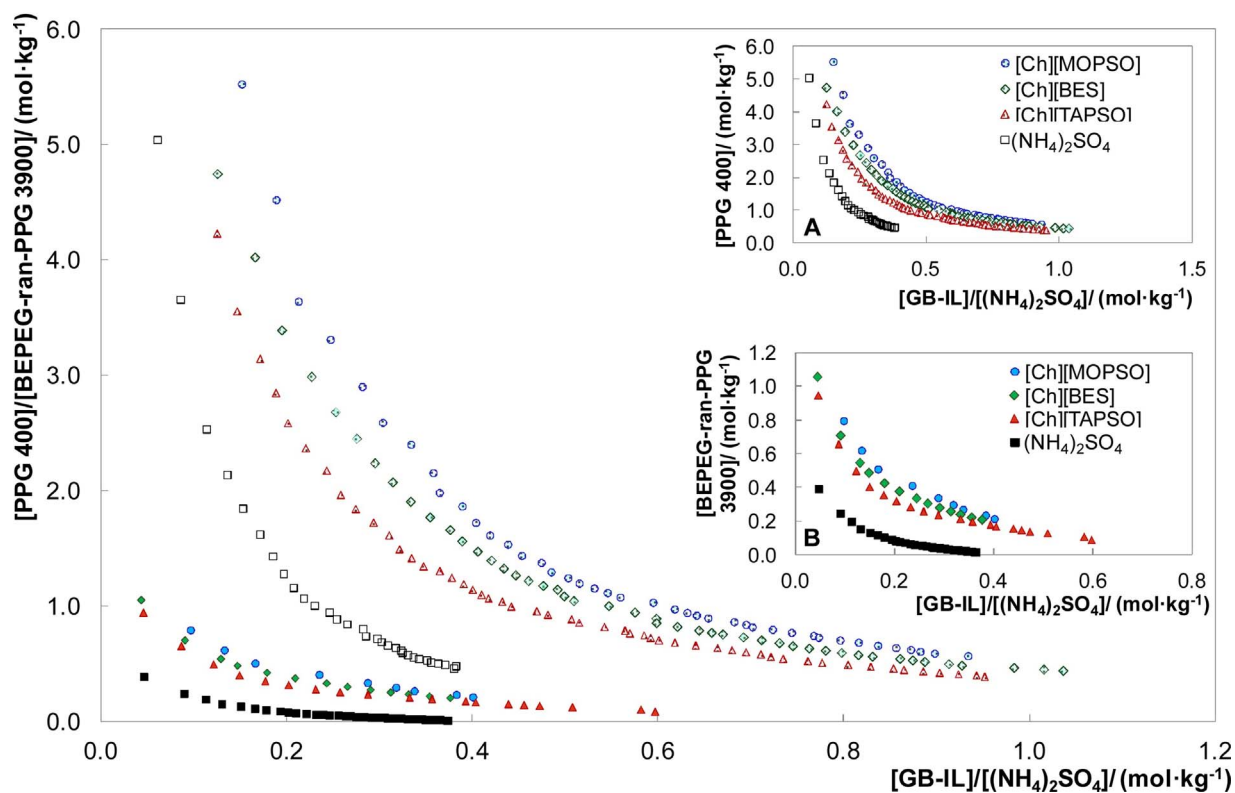 [PPG 400]/[BEPEG-ran-PPG 3900]/ (mol·kg-1)
6.0
5.0
4.0
3.0
2.0
1.0
0.0
0.0
0.2
0.4
0.6
0.8
1.0
1.2
[GB-IL]/[(NH4)2SO4]/ (mol·kg-1)
[PPG 400]/ (mol·kg-1)
6.0
5.0
4.0
3.0
2.0
1.0
0.0
A
[Ch][MOPSO]
[Ch][BES]
[Ch][TAPSO]
(NH4)2SO4
0.0
0.5
1.0
1.5
[GB-IL]/[(NH4)2SO4]/ (mol·kg-1)
[BEPEG-ran-PPG
3900]/ (mol·kg-1)
1.2
1.0
0.8
0.6
0.4
0.2
0.0
B
[Ch][MOPSO]
[Ch][BES]
[Ch][TAPSO]
(NH4)2SO4
0.0
0.2
0.4
0.6
0.8
[GB-IL]/[(NH4)2SO4]/ (mol·kg-1)